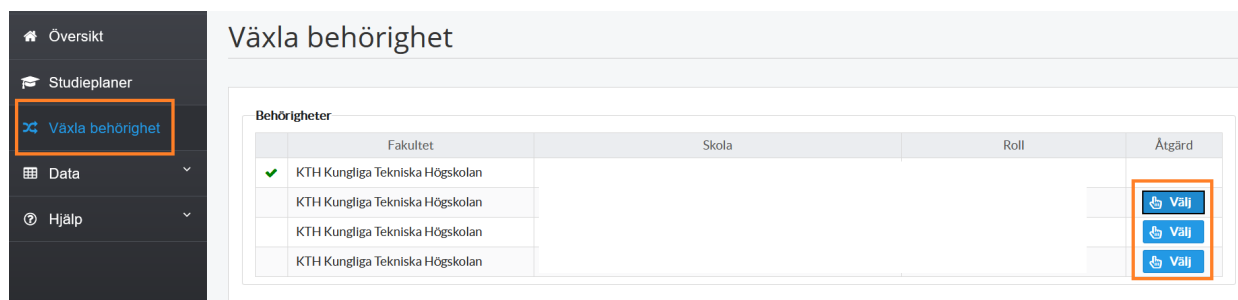 Översikt
Studieplaner
Växla behörighet
Data
Hjälp
Växla behörighet
Behörigheter
Fakultet Skola Roll Åtgärd
KTH Kungliga Tekniska Högskolan
KTH Kungliga Tekniska Högskolan Välj
KTH Kungliga Tekniska Högskolan Välj
KTH Kungliga Tekniska Högskolan Välj